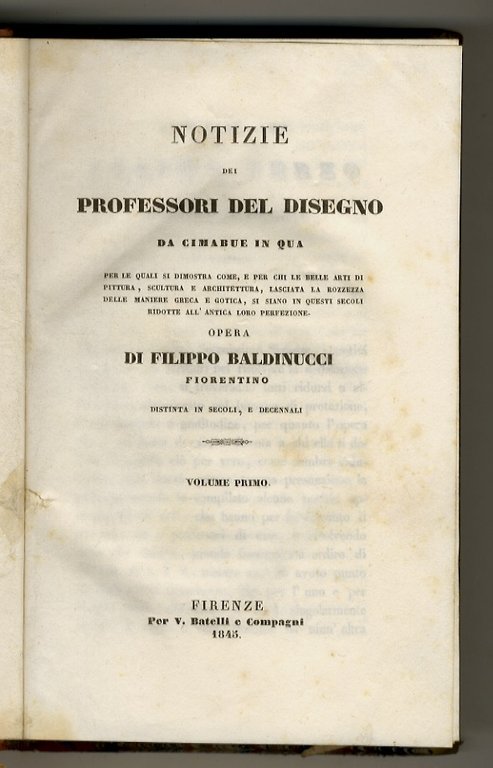 NOTIZIE
DEI
PROFESSORI DEL DISEGNO
DA CIMABUE IN QUA
PER LE QUALI SI DIMOSTRA COME, E PER CHI LE BELLE ARTI DI
PITTURA, SCULTURA E ARCHITETTURA, LASCIATA LA ROZZEZZA
DELLE MANIERE GRECA E GOTICA, SI SIANO IN QUESTI SECOLI
RIDOTTE ALL' ANTICA LORO PERFEZIONE.
OPERA
DI FILIPPO BALDINUCCI
FIORENTINO
DISTINTA IN SECOLI, E DECENNALI
VOLUME PRIMO.
FIRENZE
Per V. Batelli e Compagni
1845.